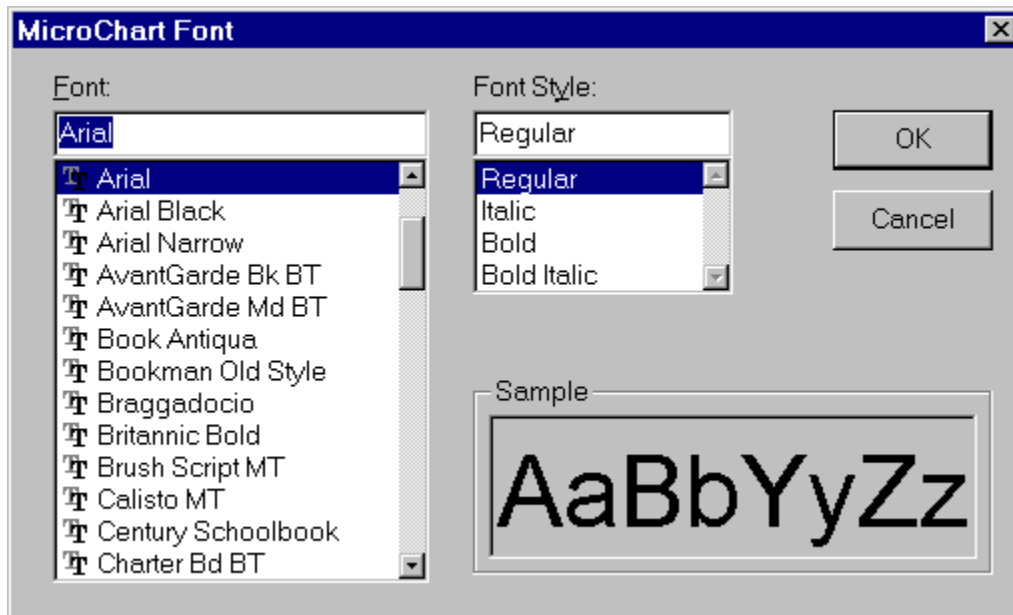 MicroChart Font
Font:
Arial
Arial
Arial Black
Arial Narrow
AvantGarde Bk BT
AvantGarde Md BT
Book Antiqua
Bookman Old Style
Braggadocio
Britannic Bold
Brush Script MT
Calisto MT
Century Schoolbook
Charter Bd BT
Font Style:
Regular
Regular
Italic
Bold
Bold Italic
OK
Cancel
Sample
AaBbYyZz